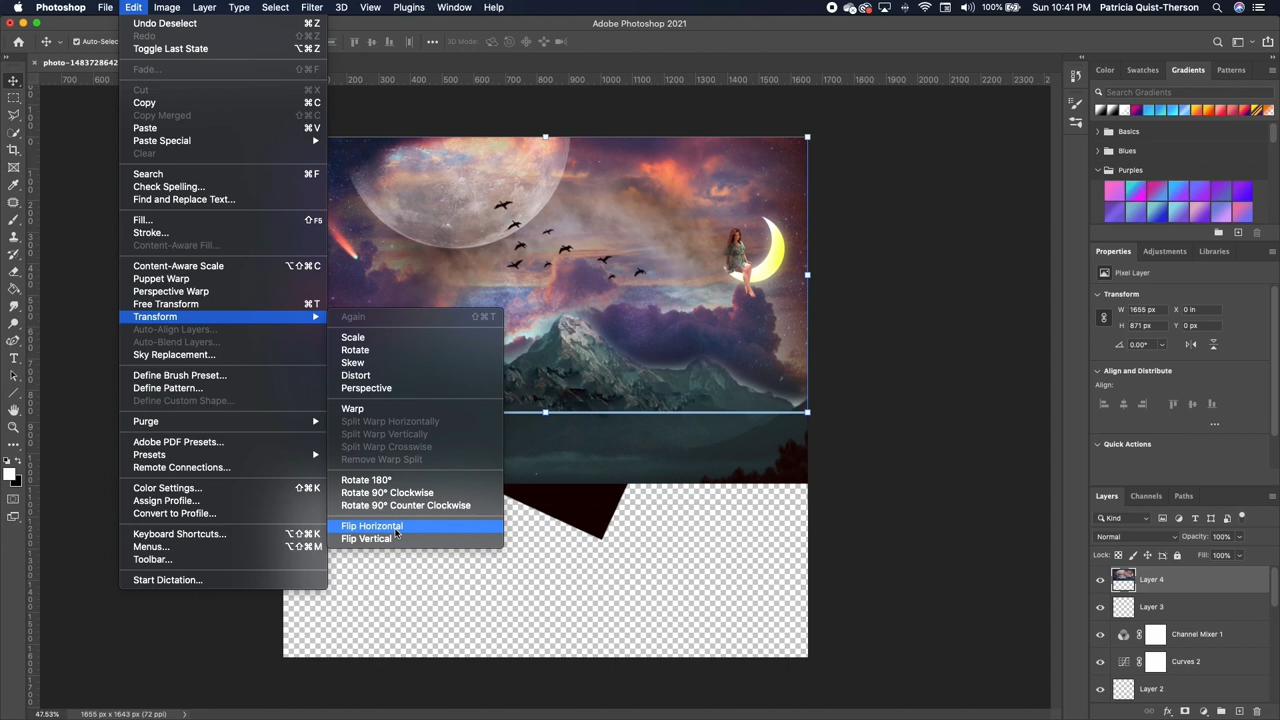 Photoshop File Edit Image Layer Type Select Filter 3D View Plugins Window Help
100% Sun 10:41 PM Patricia Quist-Therson
Adobe Photoshop 2021
Auto-Selec
3D Mode:
photo-1483728642
Undo Deselect ⌘Z
Redo ⇧⌘Z
Toggle Last State ⌥⌘Z
Fade... ⇧⌘F
Cut ⌘X
Copy ⌘C
Copy Merged ⇧⌘C
Paste ⌘V
Paste Special
Clear
Search ⌘F
Check Spelling...
Find and Replace Text...
Fill... ⇧F5
Stroke...
Content-Aware Fill...
Content-Aware Scale ⌥⇧⌘C
Puppet Warp
Perspective Warp
Free Transform ⌘T
Transform
Auto-Align Layers...
Auto-Blend Layers...
Sky Replacement...
Define Brush Preset...
Define Pattern...
Define Custom Shape...
Purge
Adobe PDF Presets...
Presets
Remote Connections...
Color Settings... ⇧⌘K
Assign Profile...
Convert to Profile...
Keyboard Shortcuts... ⌥⇧⌘K
Menus... ⌥⇧⌘M
Toolbar...
Start Dictation...
Again ⇧⌘T
Scale
Rotate
Skew
Distort
Perspective
Warp
Split Warp Horizontally
Split Warp Vertically
Split Warp Crosswise
Remove Warp Split
Rotate 180°
Rotate 90° Clockwise
Rotate 90° Counter Clockwise
Flip Horizontal
Flip Vertical
700 600 200 300 400 500 600 700 800 900 1000 1100 1200 1300 1400 1500 1600 1700 1800 1900 2000 2100 2200 2300
Color Swatches Gradients Patterns
Search Gradients
Basics
Blues
Purples
Properties Adjustments Libraries
Pixel Layer
Transform
W 1655 px X 0 in
H 871 px Y 0 px
0.00°
Align and Distribute
Align:
Quick Actions
Layers Channels Paths
Kind
Normal Opacity: 100%
Lock: Fill: 100%
Layer 4
Layer 3
Channel Mixer 1
Curves 2
Layer 2
47.53% 1655 px x 1643 px (72 ppi)